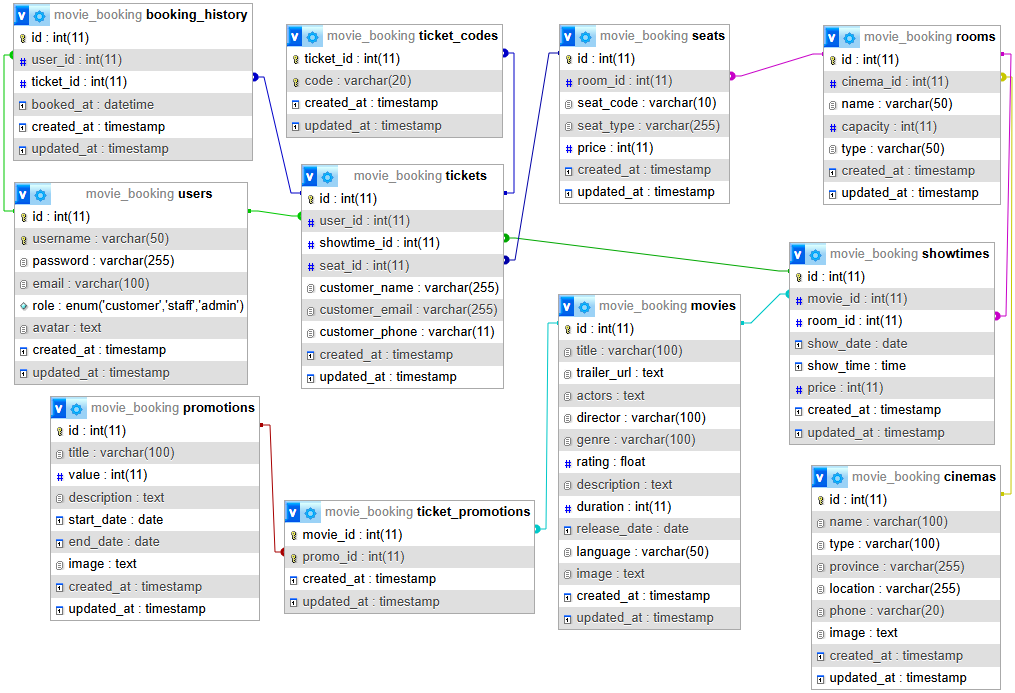 movie_booking booking_history
id : int(11)
user_id : int(11)
ticket_id : int(11)
booked_at : datetime
created_at : timestamp
updated_at : timestamp
movie_booking ticket_codes
ticket_id : int(11)
code : varchar(20)
created_at : timestamp
updated_at : timestamp
movie_booking seats
id : int(11)
room_id : int(11)
seat_code : varchar(10)
seat_type : varchar(255)
price : int(11)
created_at : timestamp
updated_at : timestamp
movie_booking rooms
id : int(11)
cinema_id : int(11)
name : varchar(50)
capacity : int(11)
type : varchar(50)
created_at : timestamp
updated_at : timestamp
movie_booking users
id : int(11)
username : varchar(50)
password : varchar(255)
email : varchar(100)
role : enum('customer','staff','admin')
avatar : text
created_at : timestamp
updated_at : timestamp
movie_booking tickets
id : int(11)
user_id : int(11)
showtime_id : int(11)
seat_id : int(11)
customer_name : varchar(255)
customer_email : varchar(255)
customer_phone : varchar(11)
created_at : timestamp
updated_at : timestamp
movie_booking showtimes
id : int(11)
movie_id : int(11)
room_id : int(11)
show_date : date
show_time : time
price : int(11)
created_at : timestamp
updated_at : timestamp
movie_booking movies
id : int(11)
title : varchar(100)
trailer_url : text
actors : text
director : varchar(100)
genre : varchar(100)
rating : float
description : text
duration : int(11)
release_date : date
language : varchar(50)
image : text
created_at : timestamp
updated_at : timestamp
movie_booking promotions
id : int(11)
title : varchar(100)
value : int(11)
description : text
start_date : date
end_date : date
image : text
created_at : timestamp
updated_at : timestamp
movie_booking ticket_promotions
movie_id : int(11)
promo_id : int(11)
created_at : timestamp
updated_at : timestamp
movie_booking cinemas
id : int(11)
name : varchar(100)
type : varchar(100)
province : varchar(255)
location : varchar(255)
phone : varchar(20)
image : text
created_at : timestamp
updated_at : timestamp